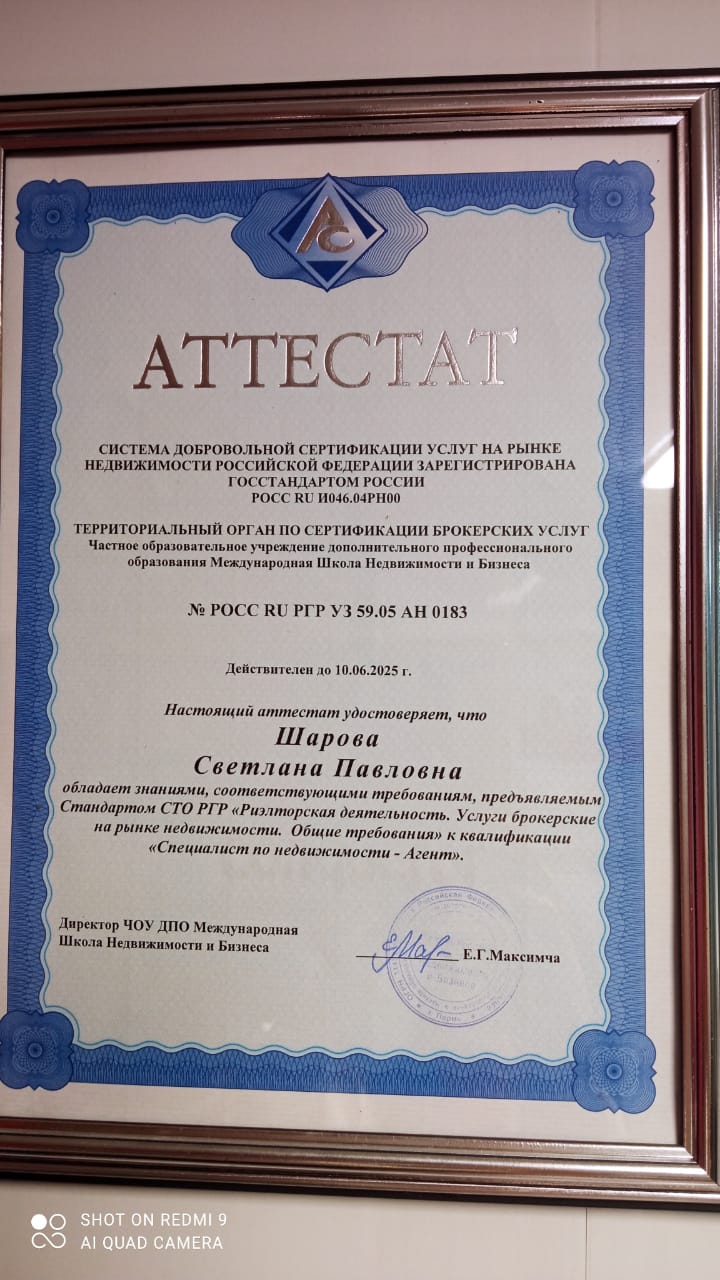 АС
АТТЕСТАТ
СИСТЕМА ДОБРОВОЛЬНОЙ СЕРТИФИКАЦИИ УСЛУГ НА РЫНКЕ
НЕДВИЖИМОСТИ РОССИЙСКОЙ ФЕДЕРАЦИИ ЗАРЕГИСТРИРОВАНА
ГОССТАНДАРТОМ РОССИИ
РОСС RU И046.04РН00
ТЕРРИТОРИАЛЬНЫЙ ОРГАН ПО СЕРТИФИКАЦИИ БРОКЕРСКИХ УСЛУГ
Частное образовательное учреждение дополнительного профессионального
образования Международная Школа Недвижимости и Бизнеса
№ РОСС RU РГР УЗ 59.05 АН 0183
Действителен до 10.06.2025 г.
Настоящий аттестат удостоверяет, что
Шарова
Светлана Павловна
обладает знаниями, соответствующими требованиям, предъявляемым
Стандартом СТО РГР «Риэлторская деятельность. Услуги брокерские
на рынке недвижимости. Общие требования» к квалификации
«Специалист по недвижимости - Агент».
Директор ЧОУ ДПО Международная
Школа Недвижимости и Бизнеса
Е.Г.Максимча
г. Пермь
SHOT ON REDMI 9
AI QUAD CAMERA